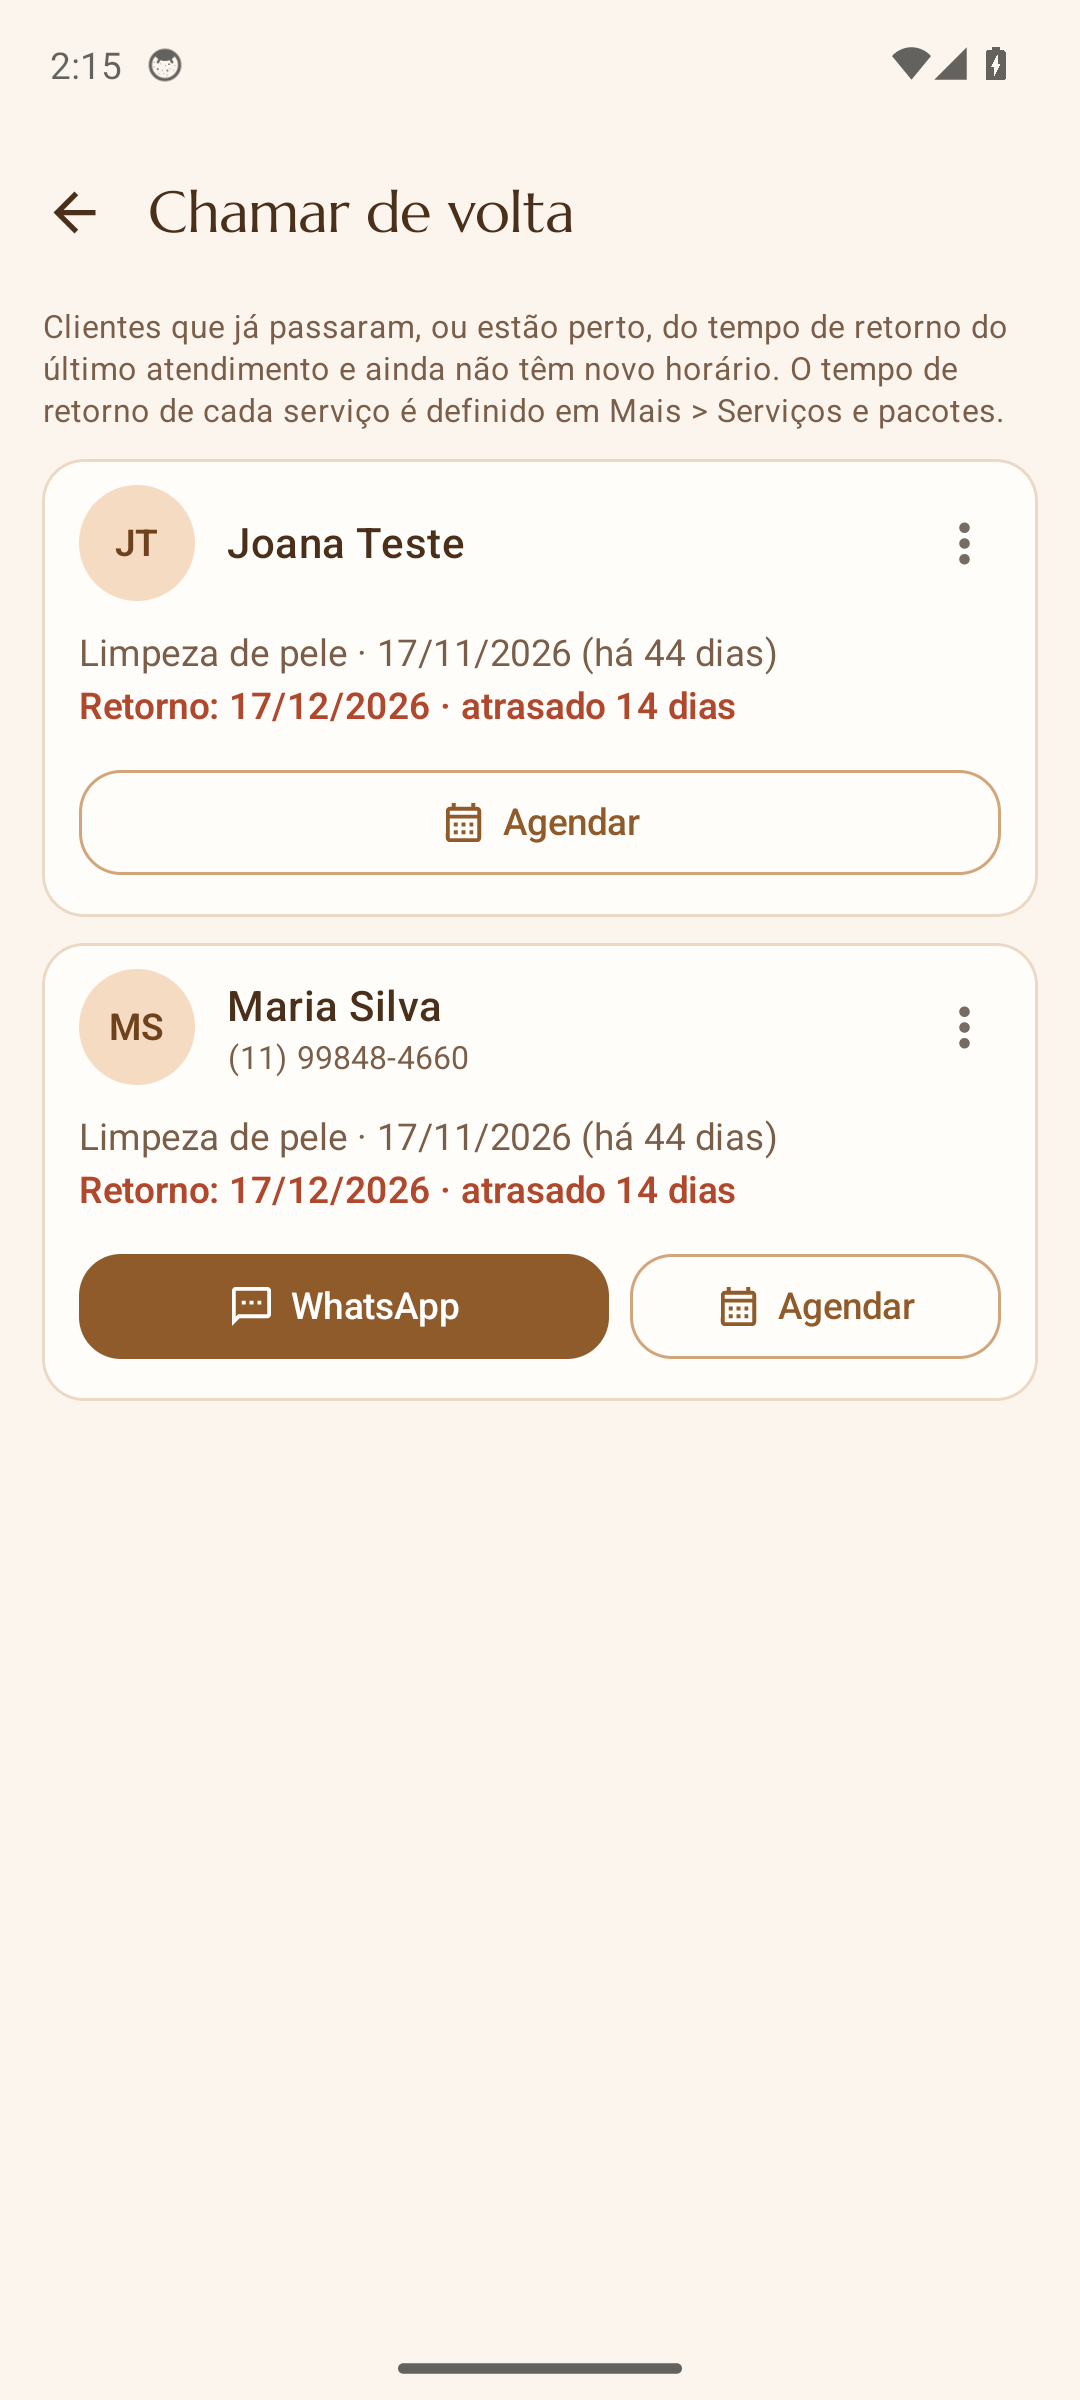 2:15
Chamar de volta
Clientes que já passaram, ou estão perto, do tempo de retorno do
último atendimento e ainda não têm novo horário. O tempo de
retorno de cada serviço é definido em Mais > Serviços e pacotes.
JT
Joana Teste
Limpeza de pele · 17/11/2026 (há 44 dias)
Retorno: 17/12/2026 · atrasado 14 dias
Agendar
MS
Maria Silva
(11) 99848-4660
Limpeza de pele · 17/11/2026 (há 44 dias)
Retorno: 17/12/2026 · atrasado 14 dias
WhatsApp
Agendar